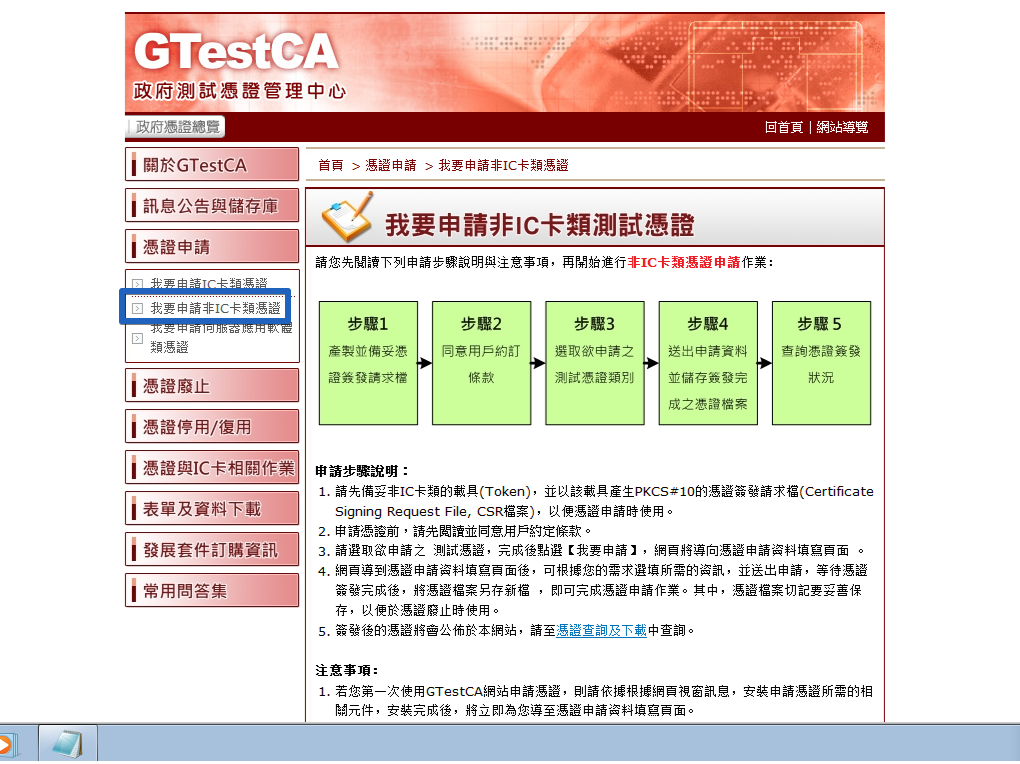 GTestCA
政府測試憑證管理中心
政府憑證總覽
回首頁 | 網站導覽
關於GTestCA
訊息公告與儲存庫
憑證申請
我要申請IC卡類憑證
我要申請非IC卡類憑證
我要申請伺服器應用軟體
類憑證
憑證廢止
憑證停用/復用
憑證與IC卡相關作業
表單及資料下載
發展套件訂購資訊
常用問答集
首頁 > 憑證申請 > 我要申請非IC卡類憑證
我要申請非IC卡類測試憑證
請您先閱讀下列申請步驟說明與注意事項，再開始進行非IC卡類憑證申請作業：
步驟1
產製並備妥憑
證簽發請求檔
步驟2
同意用戶約訂
條款
步驟3
選取欲申請之
測試憑證類別
步驟4
送出申請資料
並儲存簽發完
成之憑證檔案
步驟 5
查詢憑證簽發
狀況
申請步驟說明：
1. 請先備妥非IC卡類的載具(Token)，並以該載具產生PKCS#10的憑證簽發請求檔(Certificate
Signing Request File, CSR檔案)，以便憑證申請時使用。
2. 申請憑證前，請先閱讀並同意用戶約定條款。
3. 請選取欲申請之 測試憑證，完成後點選【我要申請】，網頁將導向憑證申請資料填寫頁面 。
4. 網頁導到憑證申請資料填寫頁面後，可根據您的需求選填所需的資訊，並送出申請，等待憑證
簽發完成後，將憑證檔案另存新檔 ，即可完成憑證申請作業。其中，憑證檔案切記要妥善保
存，以便於憑證廢止時使用。
5. 簽發後的憑證將會公佈於本網站，請至憑證查詢及下載中查詢。
注意事項：
1. 若您第一次使用GTestCA網站申請憑證，則請依據根據網頁視窗訊息，安裝申請憑證所需的相
關元件，安裝完成後，將立即為您導至憑證申請資料填寫頁面。